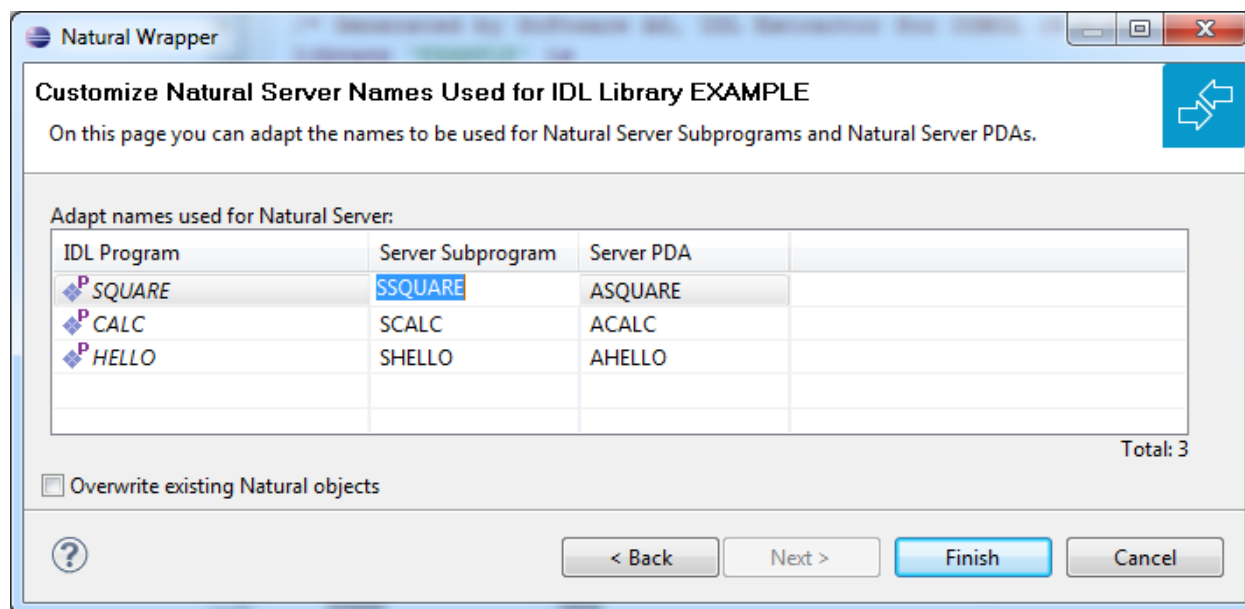 Natural Wrapper
Customize Natural Server Names Used for IDL Library EXAMPLE
On this page you can adapt the names to be used for Natural Server Subprograms and Natural Server PDAs.
Adapt names used for Natural Server:
IDL Program Server Subprogram Server PDA
P SQUARE SSQUARE ASQUARE
P CALC SCALC ACALC
P HELLO SHELLO AHELLO
Total: 3
Overwrite existing Natural objects
? < Back Next > Finish Cancel